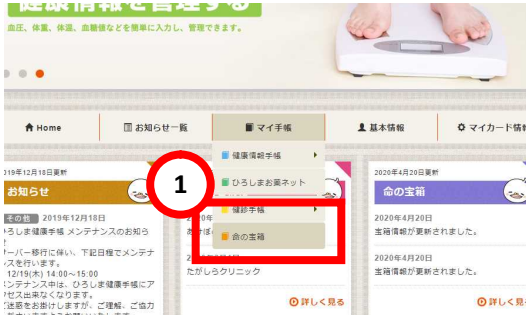 健康情報を管理する
血圧、体重、体温、血糖値などを簡単に入力し、管理できます。
Home
お知らせ一覧
マイ手帳
基本情報
マイカード情報
健康情報手帳
ひろしまお薬ネット
健診手帳
命の宝箱
1
2019年12月18日更新
お知らせ
その他 2019年12月18日
ひろしま健康手帳 メンテナンスのお知ら
せ
サーバー移行に伴い、下記日程でメンテナ
ンスを行います。
12/19(木) 14:00~15:00
メンテナンス中は、ひろしま健康手帳にア
クセス出来なくなります。
ご迷惑をお掛けしますが、ご理解、ご協力
たがしらクリニック
詳しく見る
2020年4月20日更新
命の宝箱
2020年4月20日
宝箱情報が更新されました。
2020年4月20日
宝箱情報が更新されました。
詳しく見